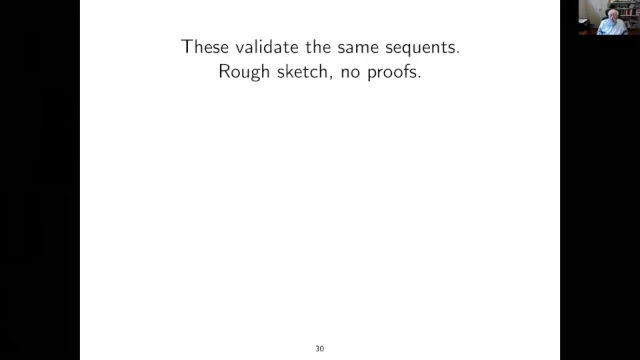 These validate the same sequents.
Rough sketch, no proofs.
30